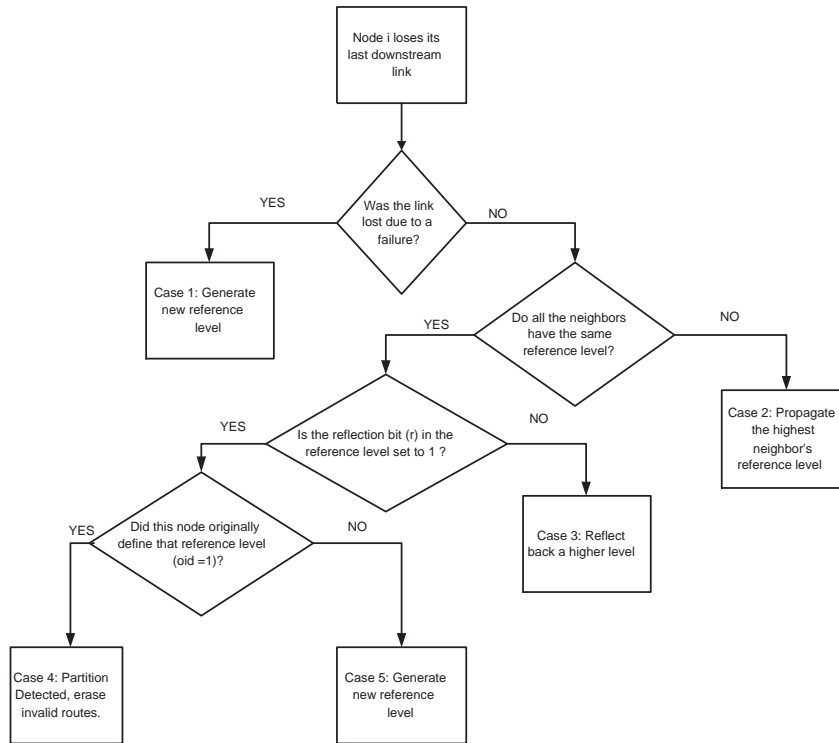 Node i loses its
last downstream
link
Was the link
lost due to a
failure?
YES
NO
Case 1: Generate
new reference
level
Do all the neighbors
have the same
reference level?
YES
NO
Case 2: Propagate
the highest
neighbor's
reference level
Is the reflection bit (r) in the
reference level set to 1 ?
YES
NO
Case 3: Reflect
back a higher level
Did this node originally
define that reference level
(oid =1)?
YES
NO
Case 4: Partition
Detected, erase
invalid routes.
Case 5: Generate
new reference
level